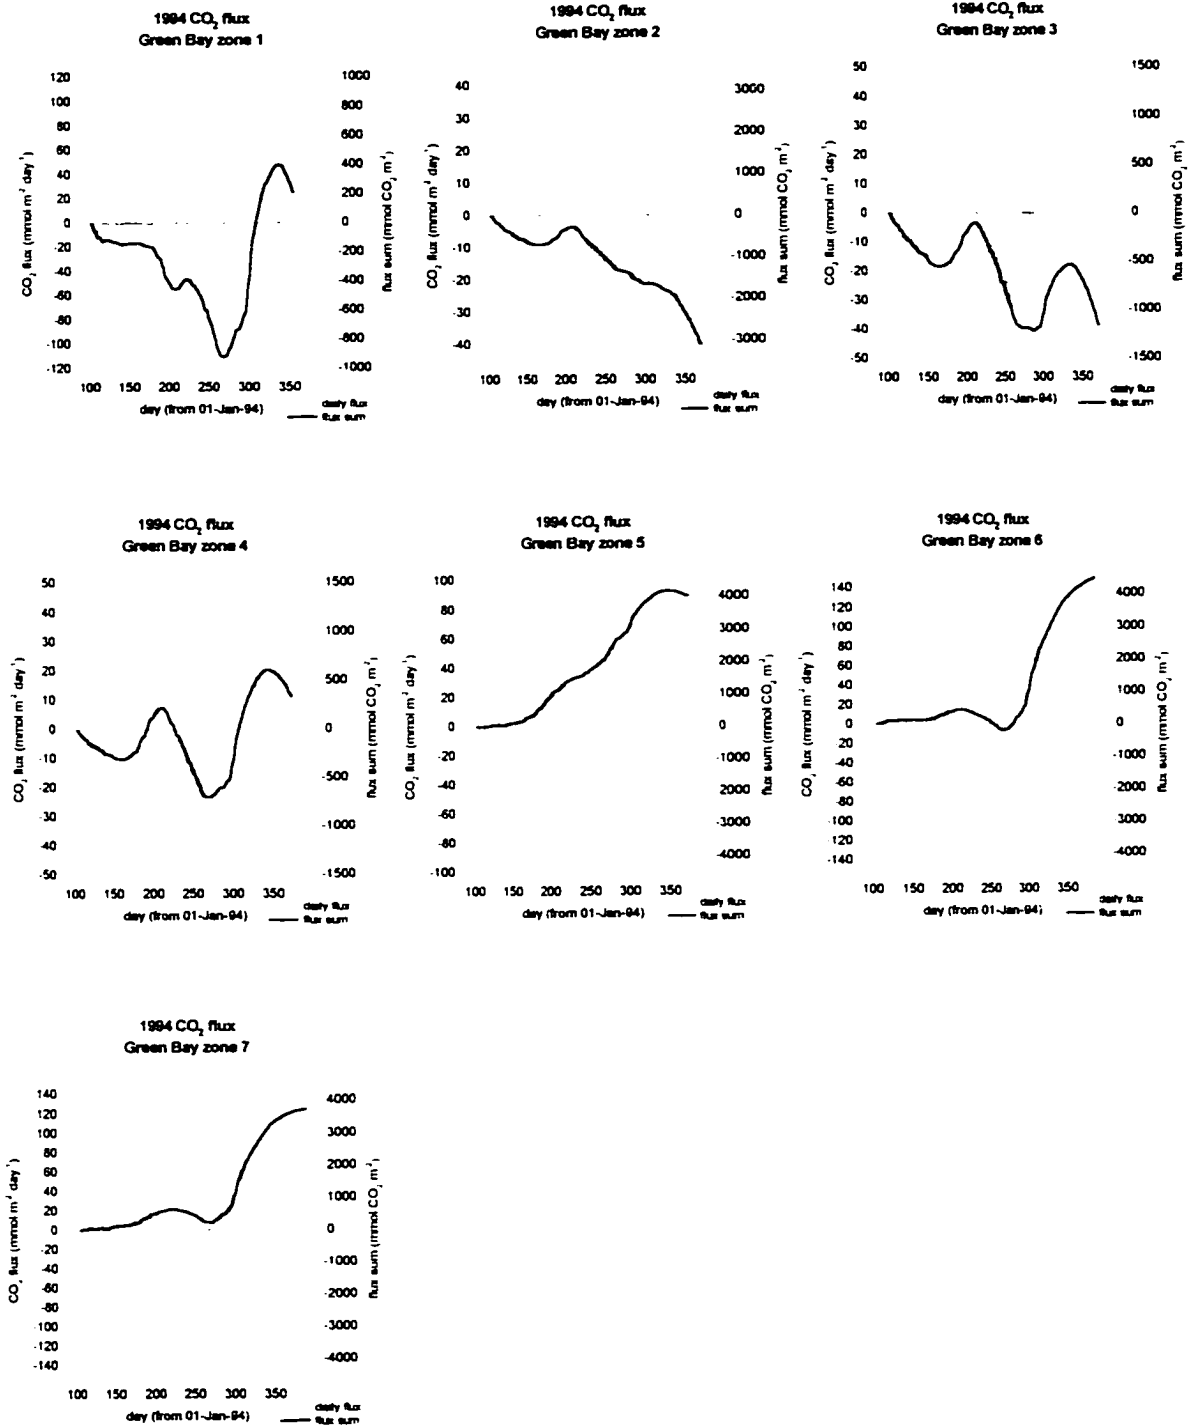 1994 CO₂ flux
Green Bay zone 1
120
100
80
60
40
20
0
-20
-40
-60
-80
-100
-120
CO₂ flux (mmol m⁻² day⁻¹)
1000
800
600
400
200
0
-200
-400
-600
-800
-1000
flux sum (mmol CO₂ m⁻²)
100 150 200 250 300 350
day (from 01-Jan-94)
daily flux
flux sum
1994 CO₂ flux
Green Bay zone 2
40
30
20
10
0
-10
-20
-30
-40
CO₂ flux (mmol m⁻² day⁻¹)
3000
2000
1000
0
-1000
-2000
-3000
flux sum (mmol CO₂ m⁻²)
100 150 200 250 300 350
day (from 01-Jan-94)
daily flux
flux sum
1994 CO₂ flux
Green Bay zone 3
50
40
30
20
10
0
-10
-20
-30
-40
-50
CO₂ flux (mmol m⁻² day⁻¹)
1500
1000
500
0
-500
-1000
-1500
flux sum (mmol CO₂ m⁻²)
100 150 200 250 300 350
day (from 01-Jan-94)
daily flux
flux sum
1994 CO₂ flux
Green Bay zone 4
50
40
30
20
10
0
-10
-20
-30
-40
-50
CO₂ flux (mmol m⁻² day⁻¹)
1500
1000
500
0
-500
-1000
-1500
flux sum (mmol CO₂ m⁻²)
100 150 200 250 300 350
day (from 01-Jan-94)
daily flux
flux sum
1994 CO₂ flux
Green Bay zone 5
100
80
60
40
20
0
-20
-40
-60
-80
-100
CO₂ flux (mmol m⁻² day⁻¹)
4000
3000
2000
1000
0
-1000
-2000
-3000
-4000
flux sum (mmol CO₂ m⁻²)
100 150 200 250 300 350
day (from 01-Jan-94)
daily flux
flux sum
1994 CO₂ flux
Green Bay zone 6
140
120
100
80
60
40
20
0
-20
-40
-60
-80
-100
-120
-140
CO₂ flux (mmol m⁻² day⁻¹)
4000
3000
2000
1000
0
-1000
-2000
-3000
-4000
flux sum (mmol CO₂ m⁻²)
100 150 200 250 300 350
day (from 01-Jan-94)
daily flux
flux sum
1994 CO₂ flux
Green Bay zone 7
140
120
100
80
60
40
20
0
-20
-40
-60
-80
-100
-120
-140
CO₂ flux (mmol m⁻² day⁻¹)
4000
3000
2000
1000
0
-1000
-2000
-3000
-4000
flux sum (mmol CO₂ m⁻²)
100 150 200 250 300 350
day (from 01-Jan-94)
daily flux
flux sum